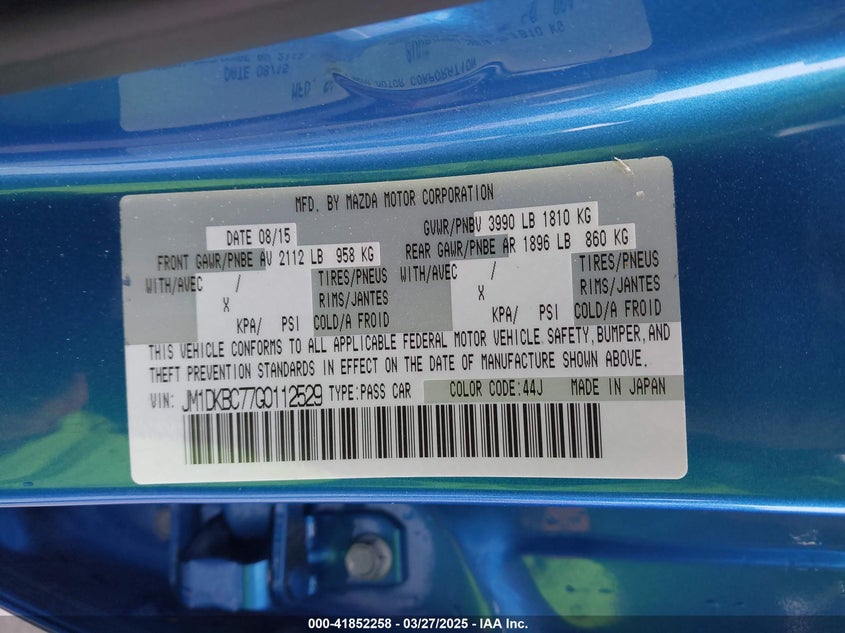 MFD. BY MAZDA MOTOR CORPORATION
DATE 08/15
GVWR/PNBV 3990 LB 1810 KG
FRONT GAWR/PNBE AV 2112 LB 958 KG
REAR GAWR/PNBE AR 1896 LB 860 KG
WITH/AVEC / TIRES/PNEUS WITH/AVEC / TIRES/PNEUS
X RIMS/JANTES X RIMS/JANTES
KPA/ PSI COLD/A FROID KPA/ PSI COLD/A FROID
THIS VEHICLE CONFORMS TO ALL APPLICABLE FEDERAL MOTOR VEHICLE SAFETY, BUMPER, AND
THEFT PREVENTION STANDARDS IN EFFECT ON THE DATE OF MANUFACTURE SHOWN ABOVE.
VIN: JM1DKBC77G0112529 TYPE:PASS CAR COLOR CODE:44J MADE IN JAPAN
000-41852258 - 03/27/2025 - IAA Inc.